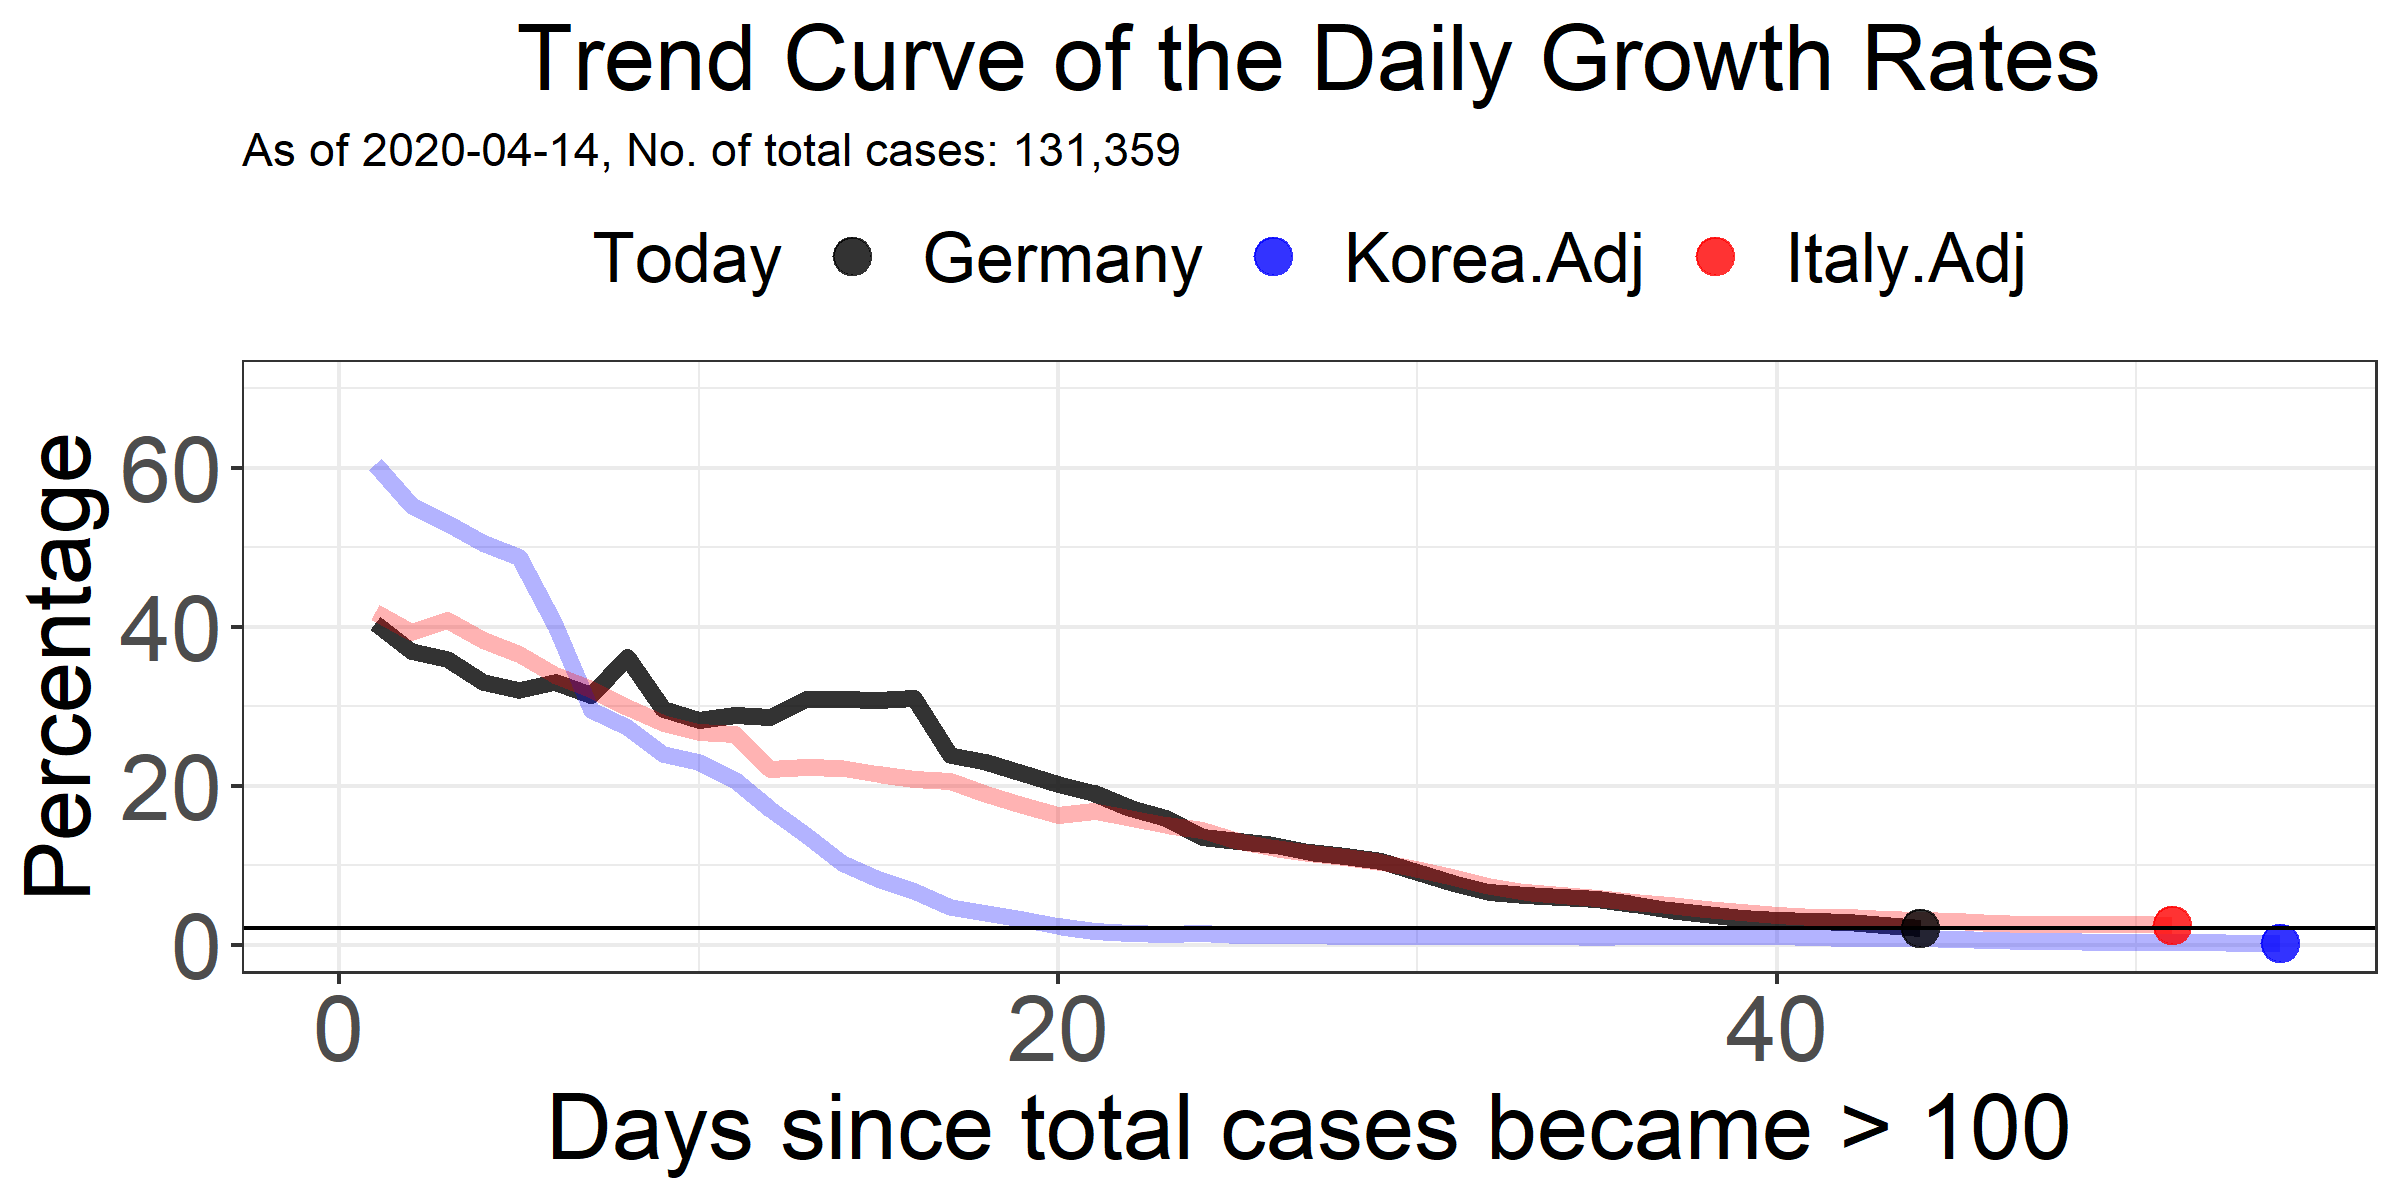 Trend Curve of the Daily Growth Rates
As of 2020-04-14, No. of total cases: 131,359
Today Germany Korea.Adj Italy.Adj
Percentage
60
40
20
0
0 20 40
Days since total cases became > 100